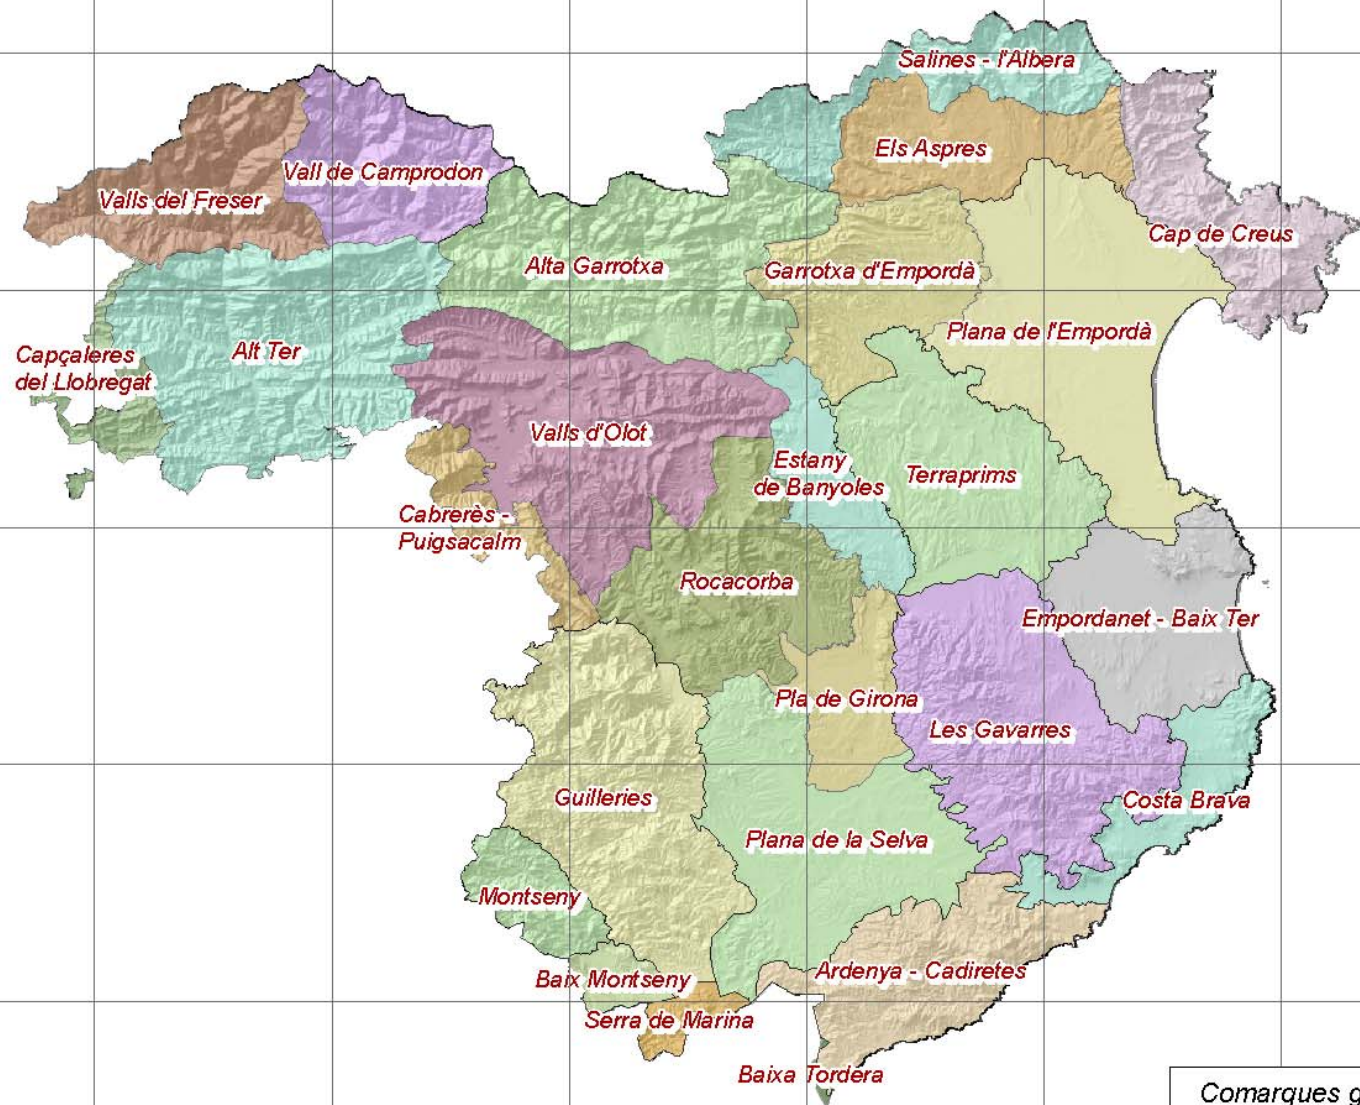 Salines - l'Albera
Els Aspres
Vall de Camprodon
Valls del Freser
Cap de Creus
Alta Garrotxa
Garrotxa d'Empordà
Plana de l'Empordà
Capçaleres
del Llobregat
Alt Ter
Valls d'Olot
Estany
de Banyoles
Terraprims
Cabrerès -
Puigsacalm
Rocacorba
Empordanet - Baix Ter
Pla de Girona
Les Gavarres
Guilleries
Costa Brava
Plana de la Selva
Montseny
Baix Montseny
Ardenya - Cadiretes
Serra de Marina
Baixa Tordera
Comarques g